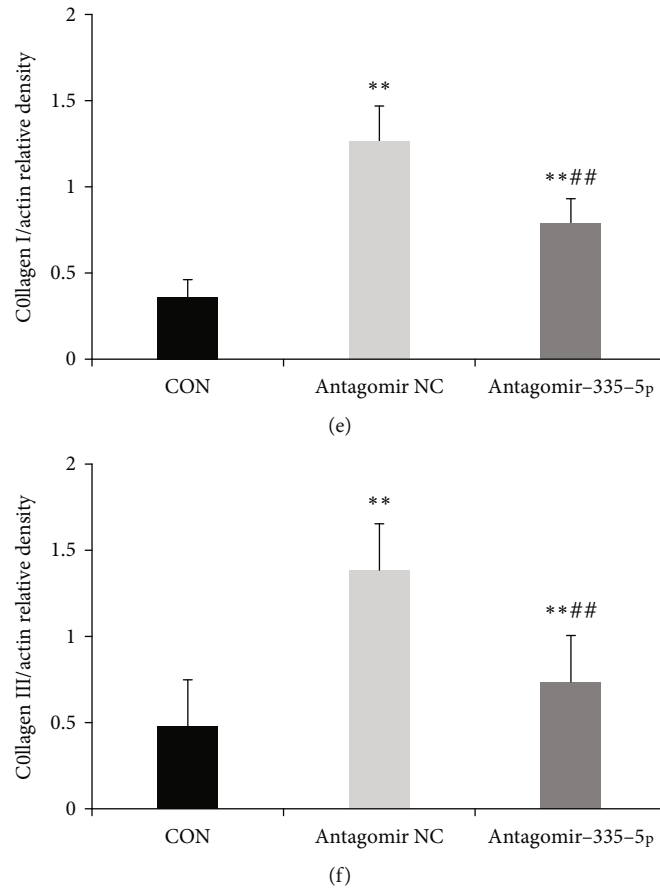 2
1.5
1
0.5
0
C0llagen I/actin relative density
**
**##
CON Antagomir NC Antagomir–335–5p
(e)
2
1.5
1
0.5
0
C0llagen III/actin relative density
**
**##
CON Antagomir NC Antagomir–335–5p
(f)